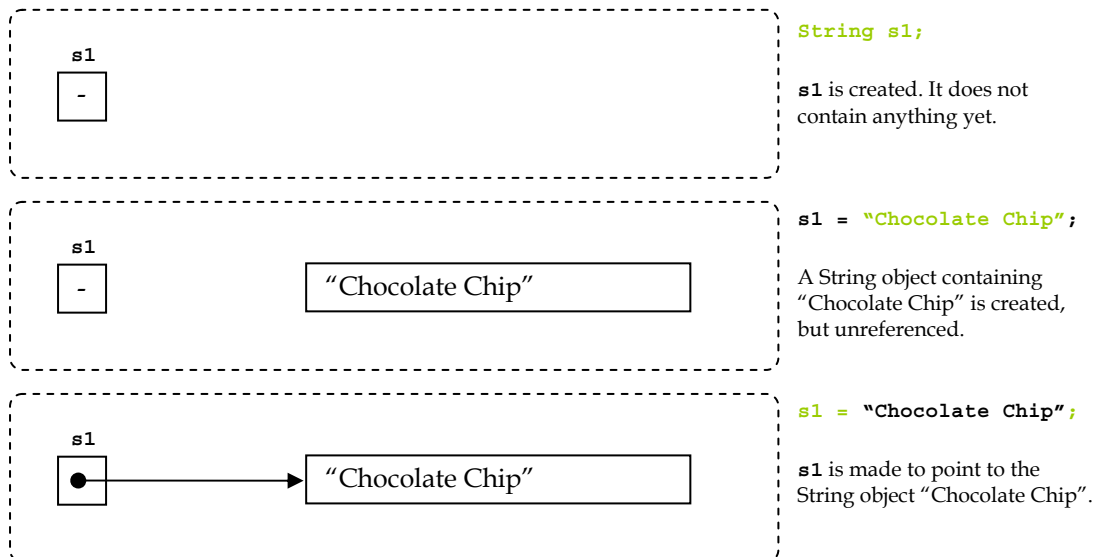 String s1;
s1
-
s1 is created. It does not
contain anything yet.
s1 = “Chocolate Chip”;
s1
-
“Chocolate Chip”
A String object containing
“Chocolate Chip” is created,
but unreferenced.
s1 = “Chocolate Chip”;
s1
“Chocolate Chip”
s1 is made to point to the
String object “Chocolate Chip”.